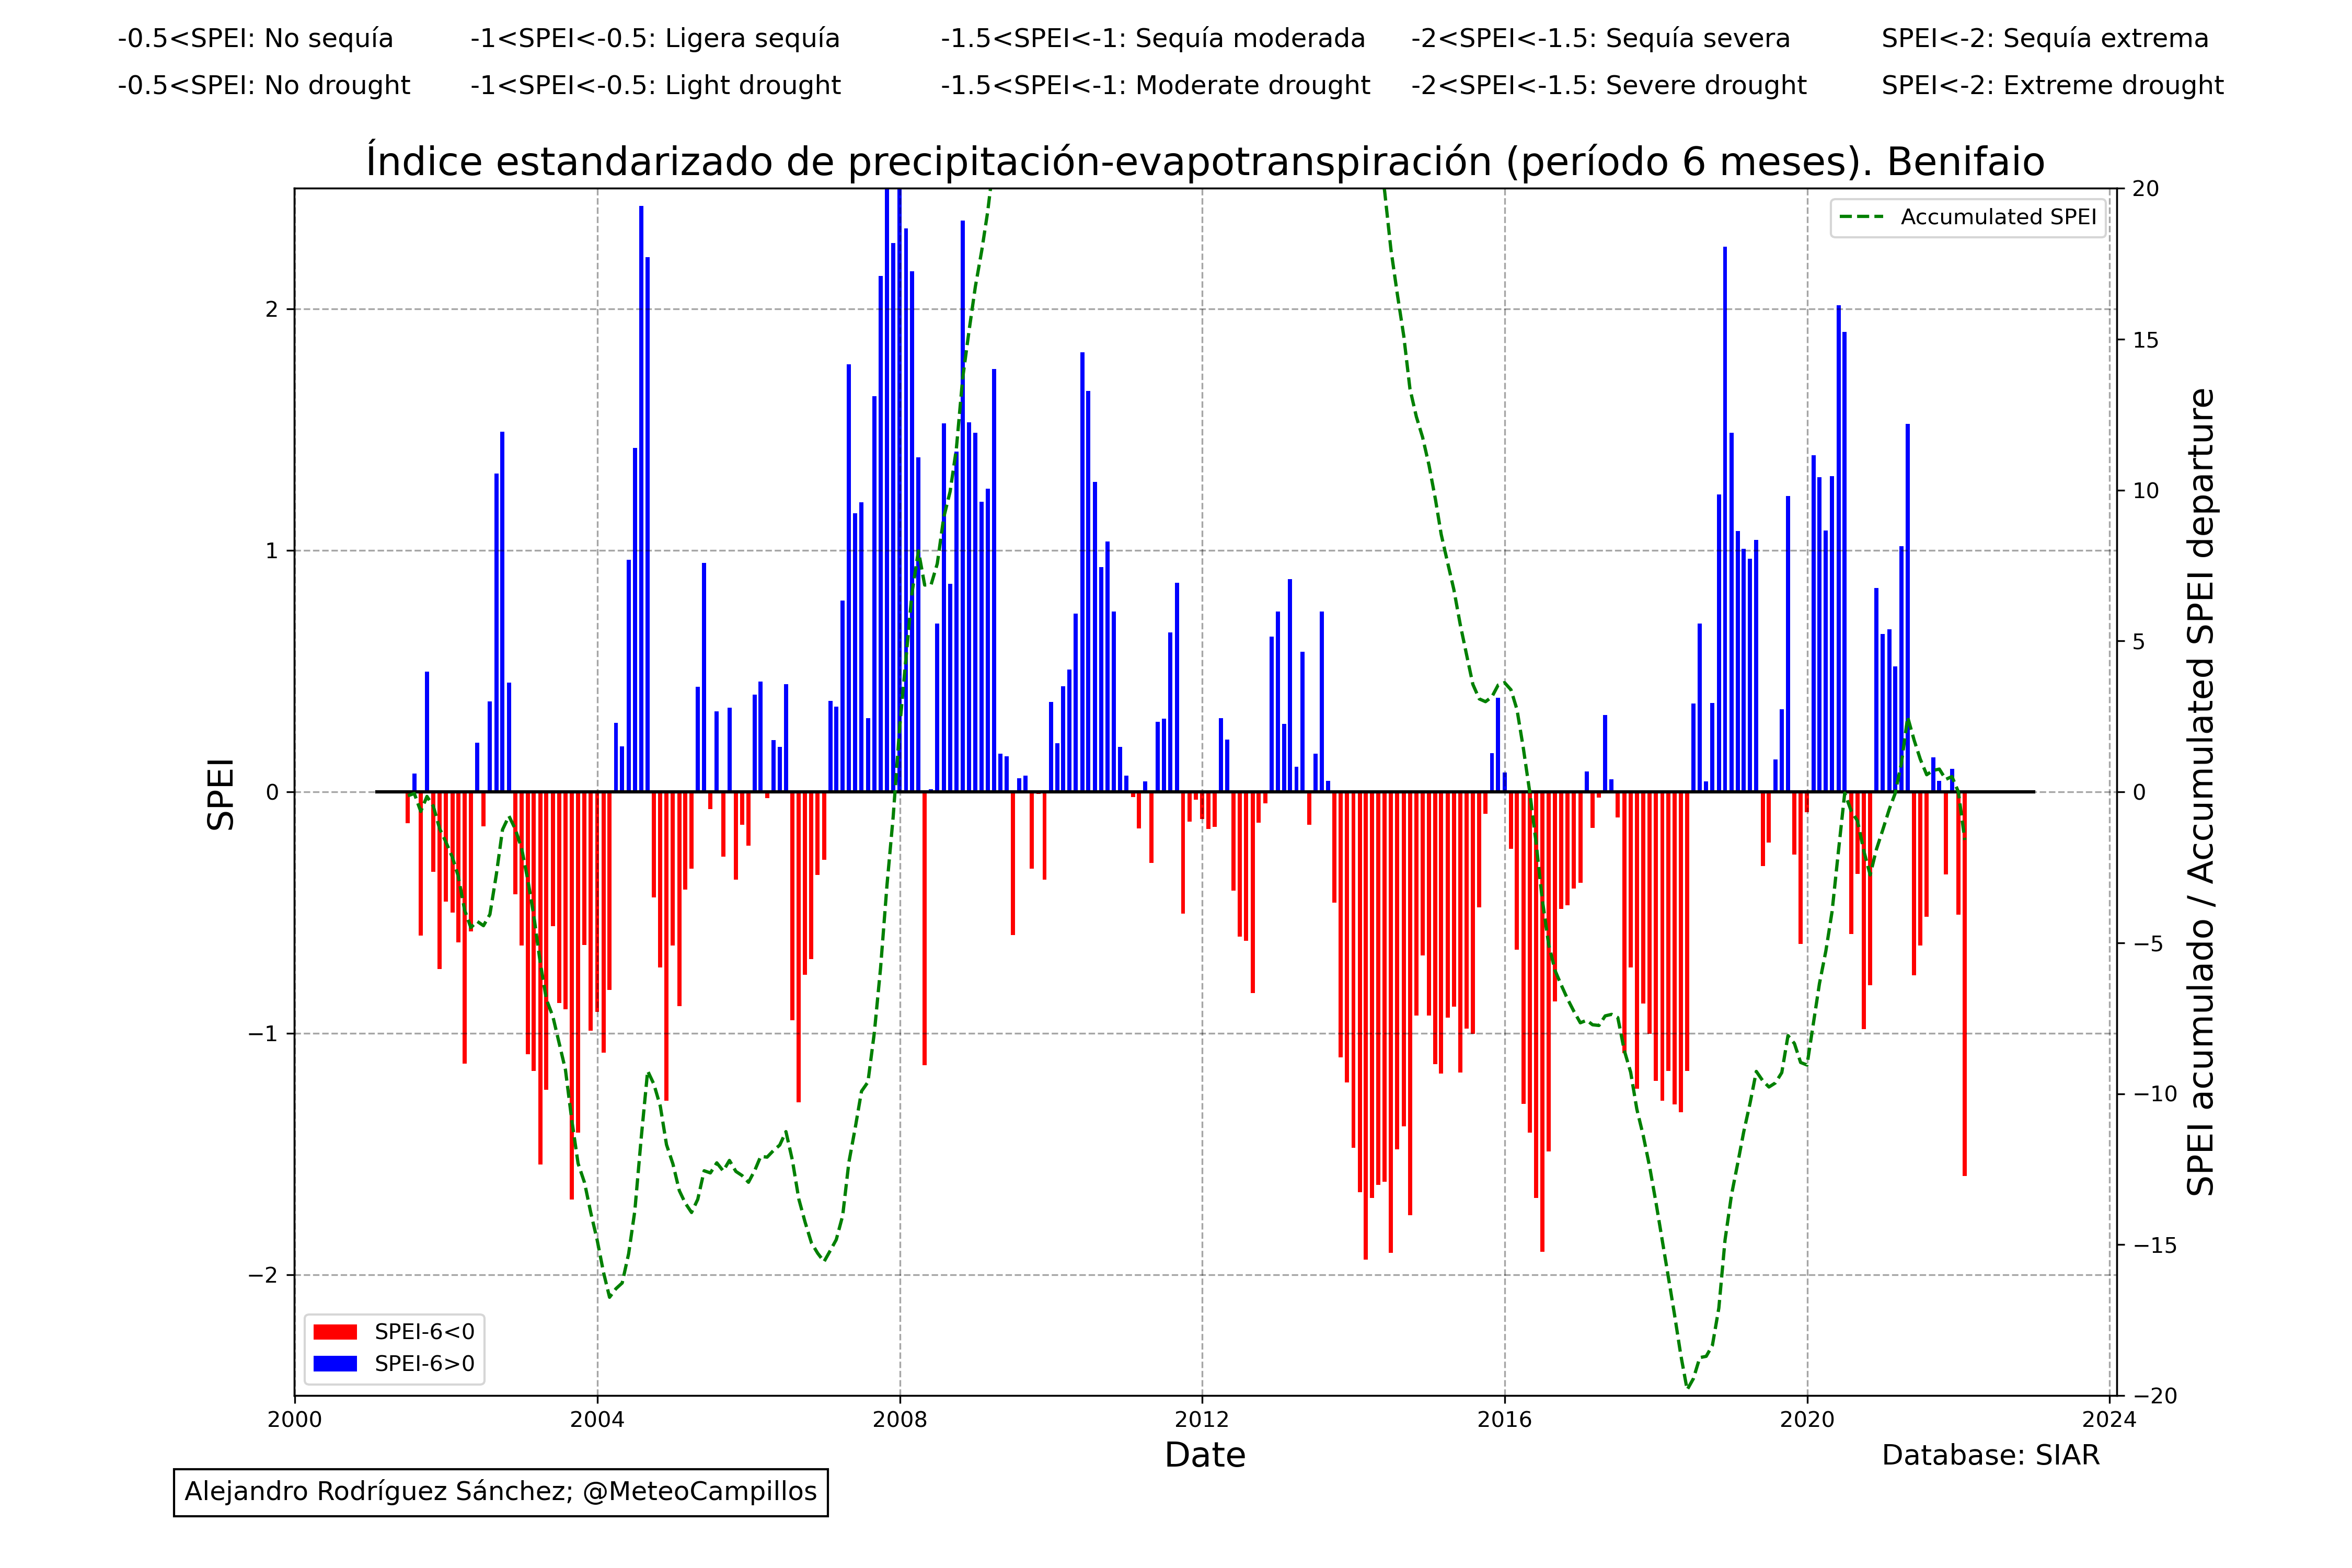 -0.5<SPEI: No sequía -1<SPEI<-0.5: Ligera sequía -1.5<SPEI<-1: Sequía moderada -2<SPEI<-1.5: Sequía severa SPEI<-2: Sequía extrema
-0.5<SPEI: No drought -1<SPEI<-0.5: Light drought -1.5<SPEI<-1: Moderate drought -2<SPEI<-1.5: Severe drought SPEI<-2: Extreme drought
Índice estandarizado de precipitación-evapotranspiración (período 6 meses). Benifaio
Accumulated SPEI
SPEI
2
1
0
−1
−2
20
15
10
5
0
−5
−10
−15
−20
SPEI acumulado / Accumulated SPEI departure
SPEI-6<0
SPEI-6>0
2000 2004 2008 2012 2016 2020 2024
Date
Database: SIAR
Alejandro Rodríguez Sánchez; @MeteoCampillos